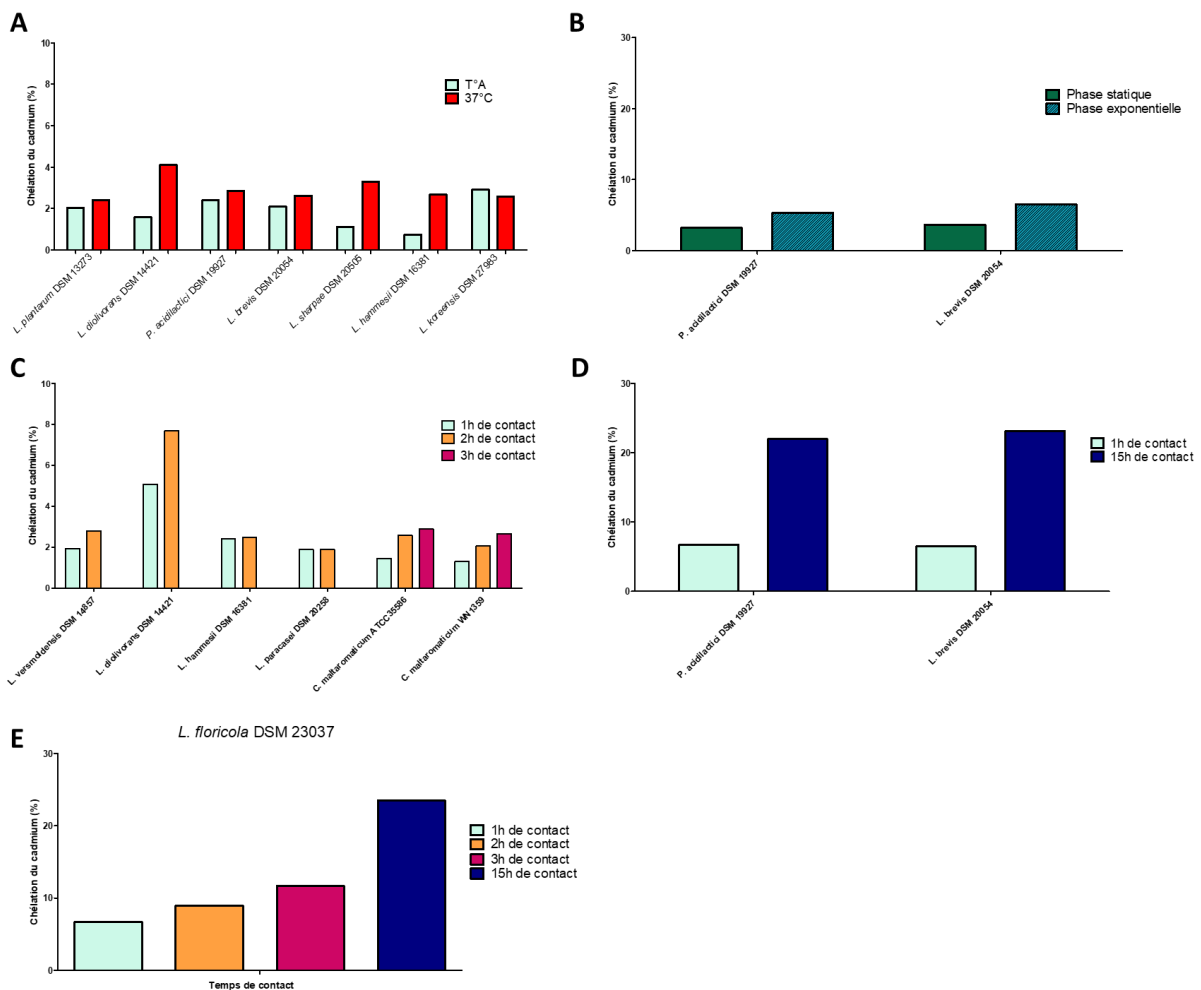 A
Chélation du cadmium (%)
10
8
6
4
2
0
T°A
37°C
L. plantarum DSM 13273
L. diolivorans DSM 14421
P. acidilactici DSM 19927
L. brevis DSM 20054
L. sharpae DSM 20505
L. hammesii DSM 16381
L. koreensis DSM 27983
B
Chélation du cadmium (%)
30
20
10
0
Phase statique
Phase exponentielle
P. acidilactici DSM 19927
L. brevis DSM 20054
C
Chélation du cadmium (%)
10
8
6
4
2
0
1h de contact
2h de contact
3h de contact
L. versmoldensis DSM 14857
L. diolivorans DSM 14421
L. hammesii DSM 16381
L. paracasei DSM 20258
C. maltaromaticum ATCC35586
C. maltaromaticum WN1359
D
Chélation du cadmium (%)
30
20
10
0
1h de contact
15h de contact
P. acidilactici DSM 19927
L. brevis DSM 20054
E
L. floricola DSM 23037
Chélation du cadmium (%)
30
20
10
0
1h de contact
2h de contact
3h de contact
15h de contact
Temps de contact